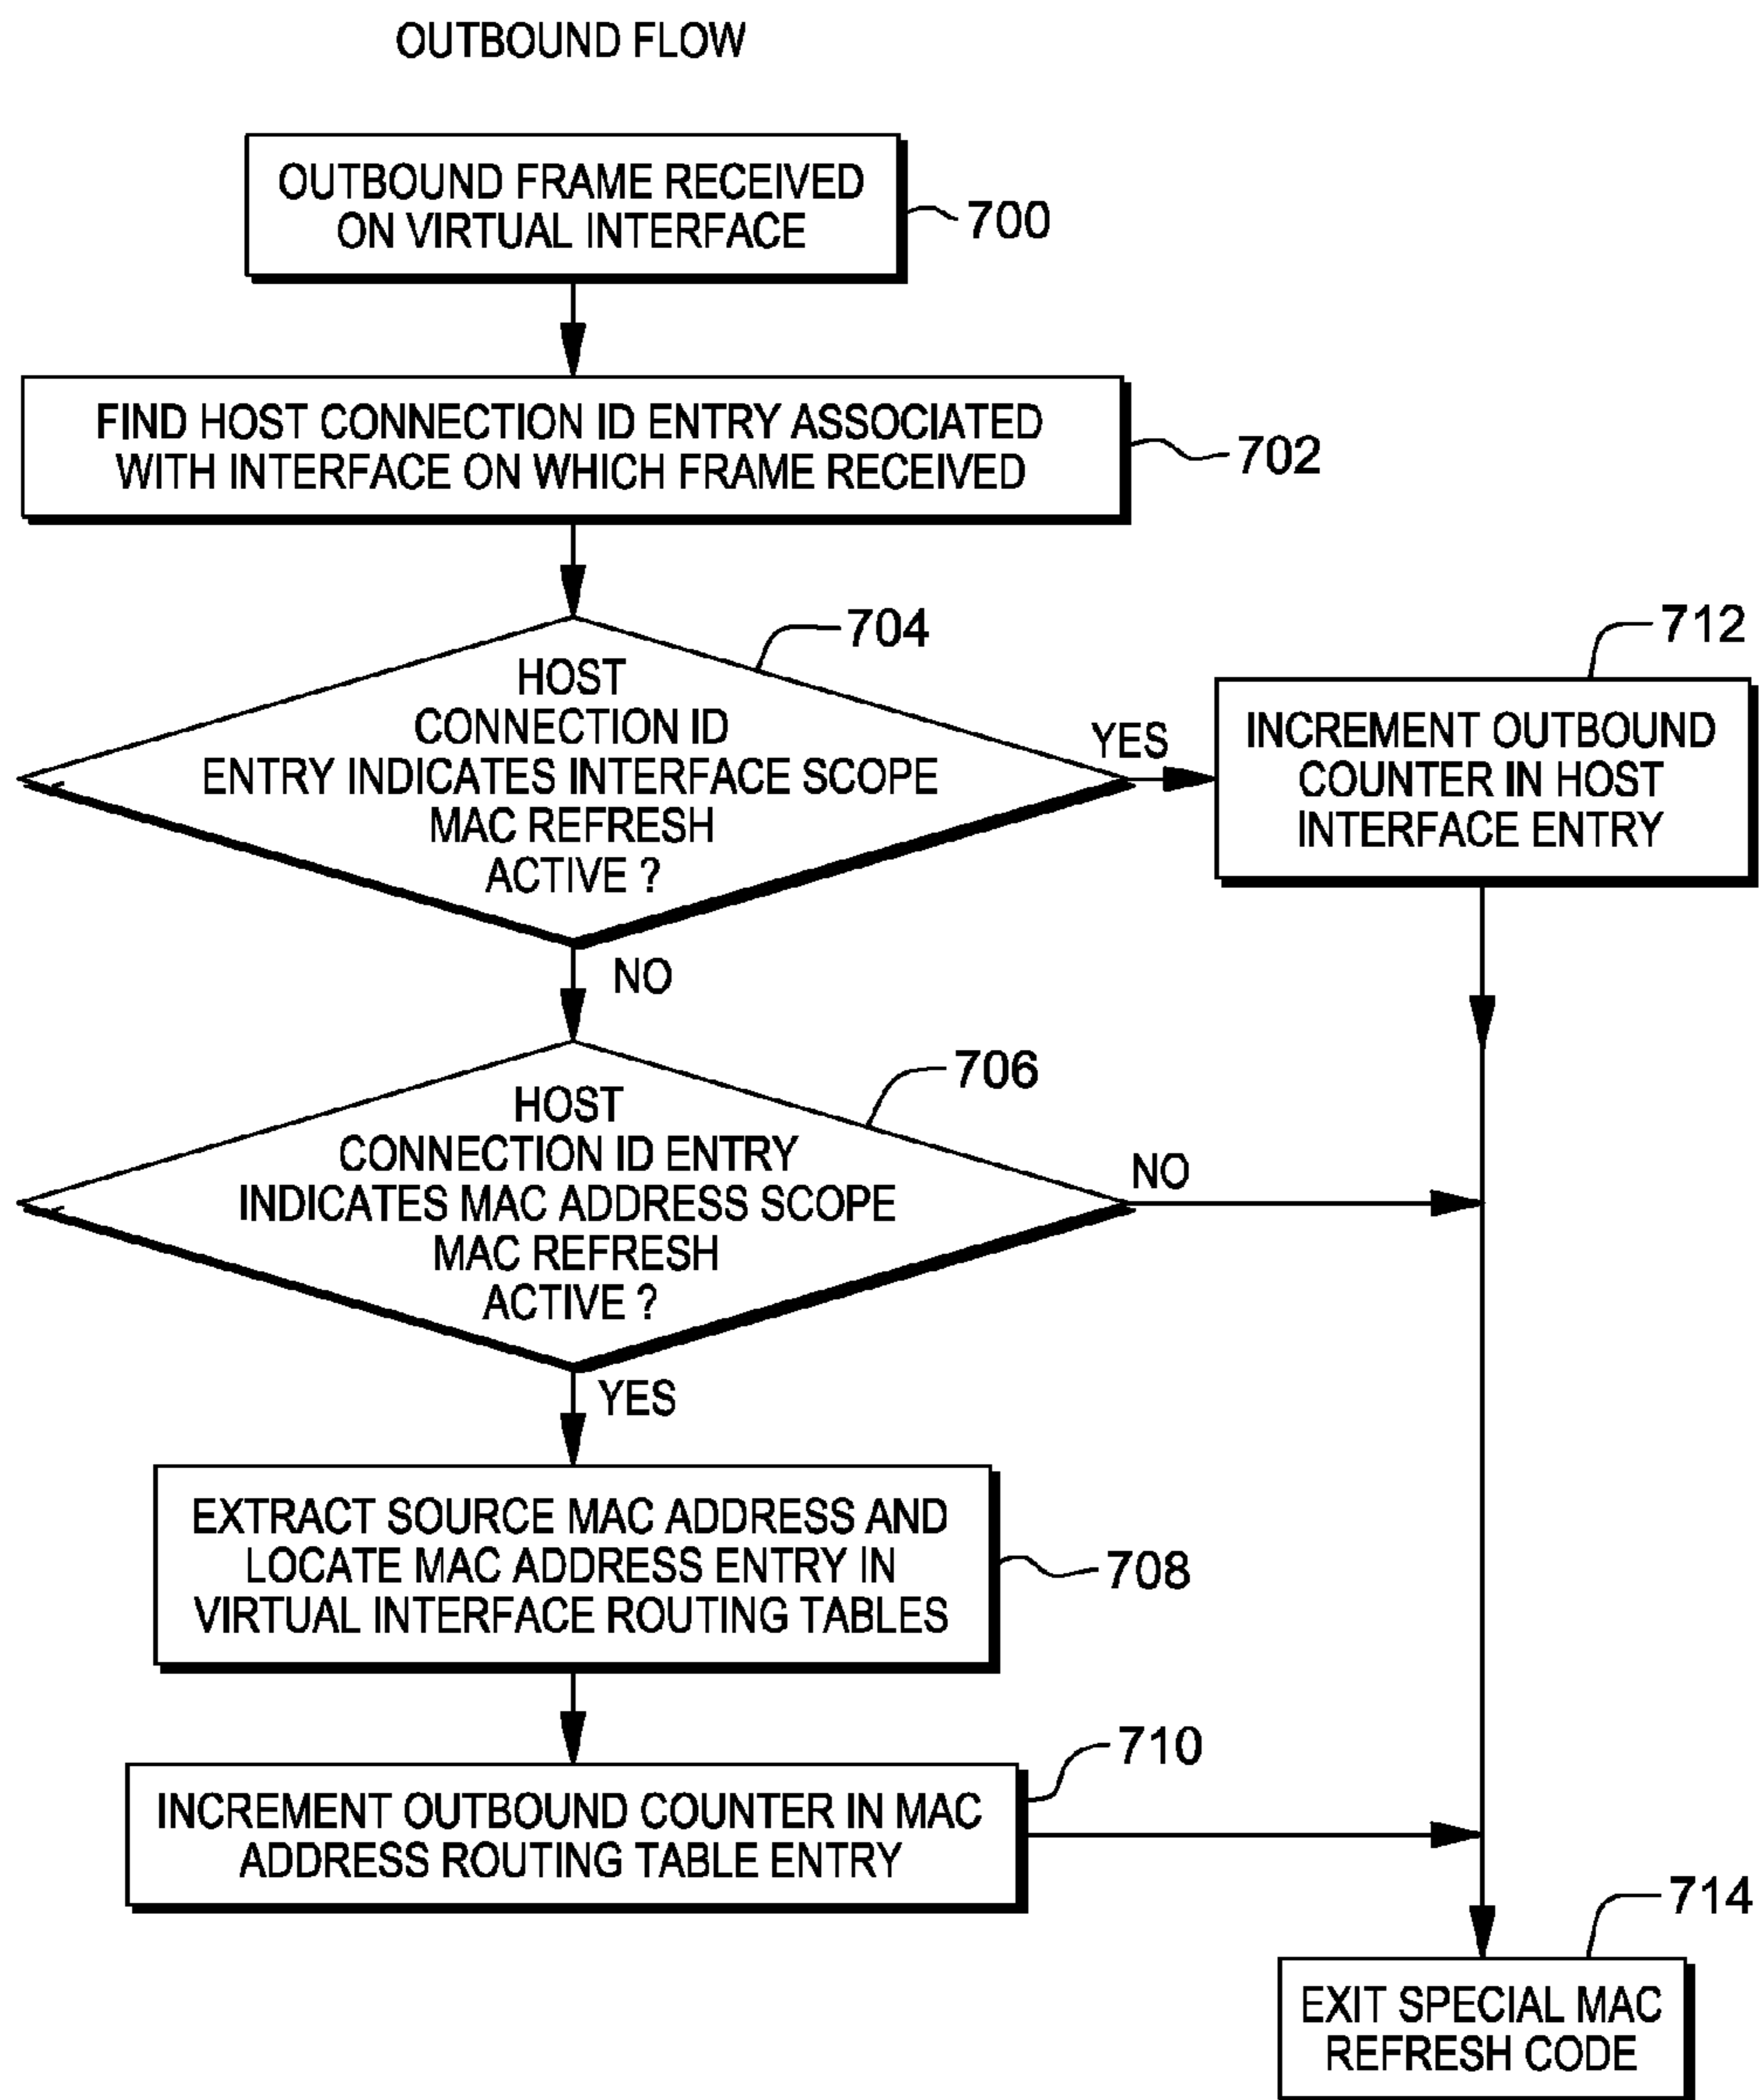 OUTBOUND FLOW
OUTBOUND FRAME RECEIVED
ON VIRTUAL INTERFACE
700
FIND HOST CONNECTION ID ENTRY ASSOCIATED
WITH INTERFACE ON WHICH FRAME RECEIVED
702
704
HOST
CONNECTION ID
ENTRY INDICATES INTERFACE SCOPE
MAC REFRESH
ACTIVE ?
YES
712
INCREMENT OUTBOUND
COUNTER IN HOST
INTERFACE ENTRY
NO
706
HOST
CONNECTION ID ENTRY
INDICATES MAC ADDRESS SCOPE
MAC REFRESH
ACTIVE ?
NO
YES
EXTRACT SOURCE MAC ADDRESS AND
LOCATE MAC ADDRESS ENTRY IN
VIRTUAL INTERFACE ROUTING TABLES
708
710
INCREMENT OUTBOUND COUNTER IN MAC
ADDRESS ROUTING TABLE ENTRY
714
EXIT SPECIAL MAC
REFRESH CODE